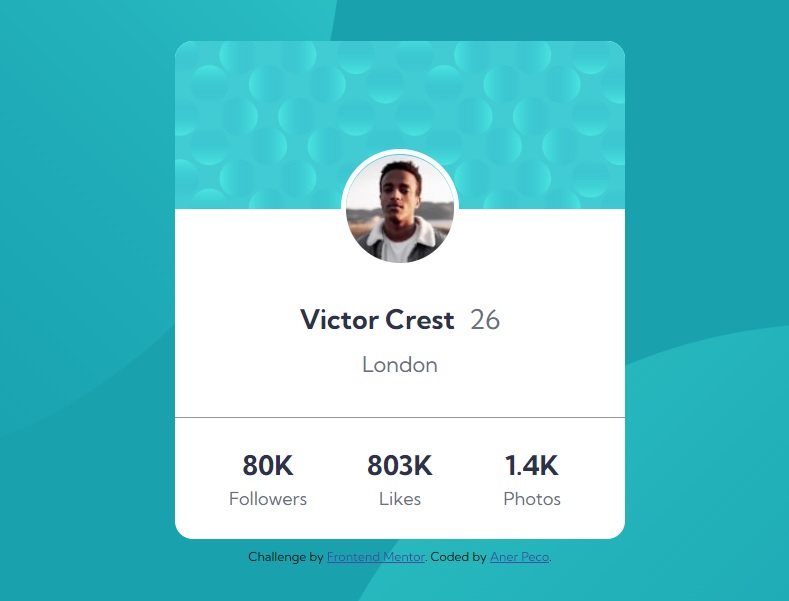 Victor Crest 26
London
80K 803K 1.4K
Followers Likes Photos
Challenge by Frontend Mentor. Coded by Aner Peco.